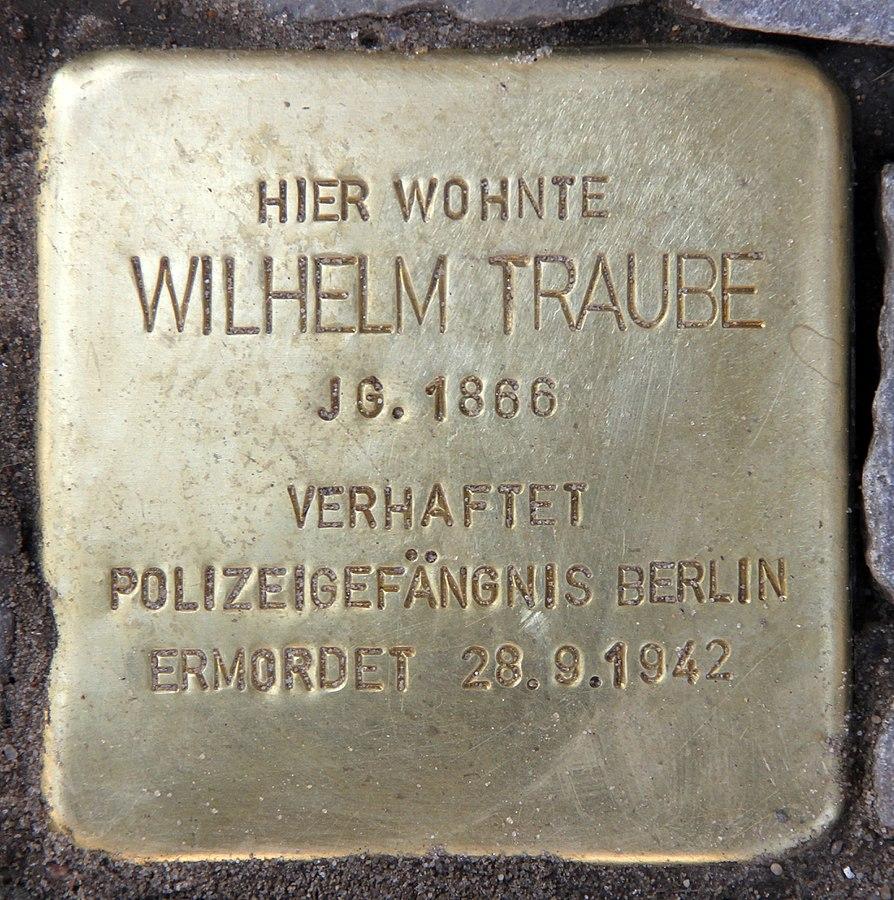 HIER WOHNTE
WILHELM TRAUBE
JG. 1866
VERHAFTET
POLIZEIGEFÄNGNIS BERLIN
ERMORDET 28.9.1942